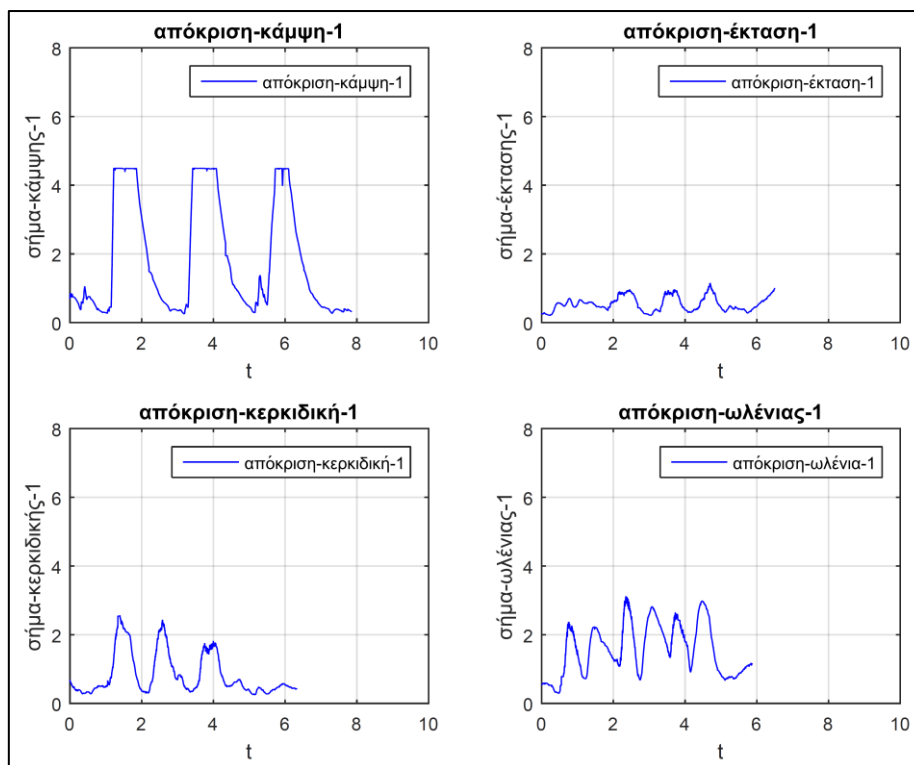 απόκριση-κάμψη-1
απόκριση-κάμψη-1
σήμα-κάμψης-1
8
6
4
2
0
0 2 4 6 8 10
t
απόκριση-έκταση-1
απόκριση-έκταση-1
σήμα-έκτασης-1
8
6
4
2
0
0 2 4 6 8 10
t
απόκριση-κερκιδική-1
απόκριση-κερκιδική-1
σήμα-κερκιδικής-1
8
6
4
2
0
0 2 4 6 8 10
t
απόκριση-ωλένιας-1
απόκριση-ωλένια-1
σήμα-ωλένιας-1
8
6
4
2
0
0 2 4 6 8 10
t